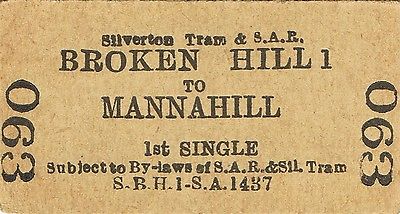 Silverton Tram & S.A.R.
BROKEN HILL 1
TO
MANNAHILL
1st SINGLE
Subject to By-laws of S.A.R.&Sil. Tram
S.B.H.1-S.A.1437
063
063